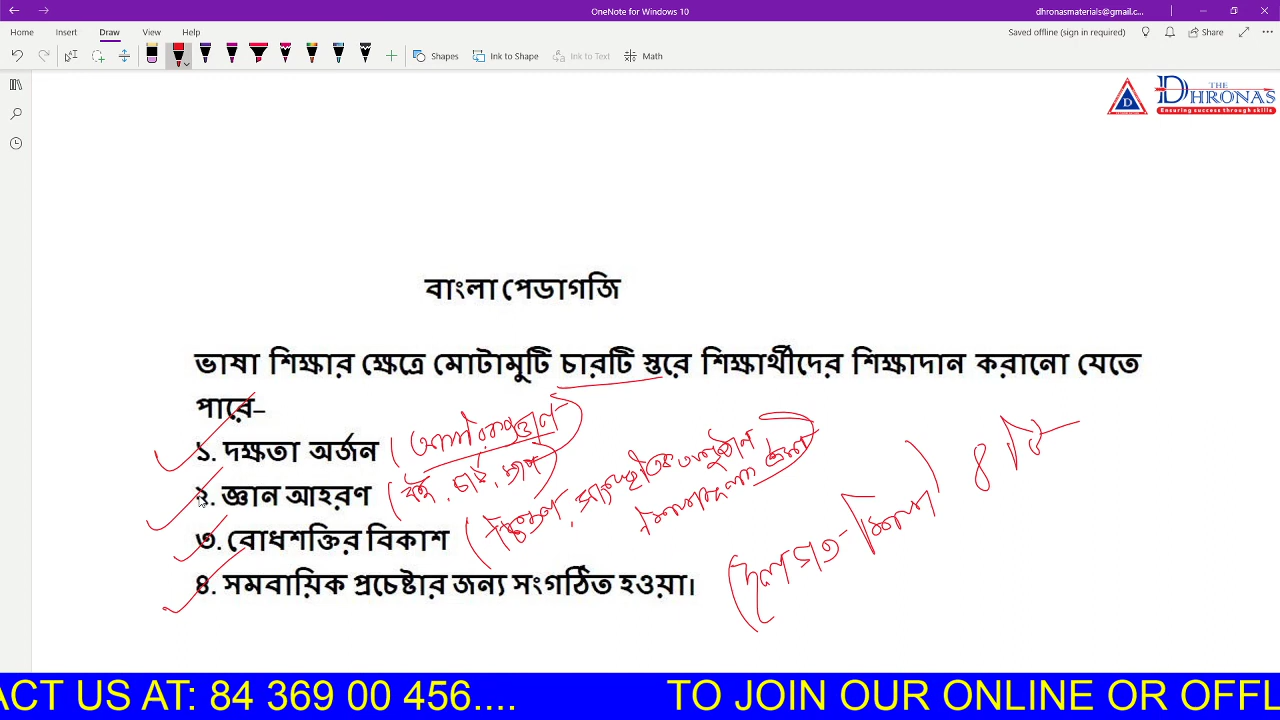 OneNote for Windows 10
dhronasmaterials@gmail.c...
Home Insert Draw View Help
Saved offline (sign in required) Share
Shapes Ink to Shape Ink to Text Math
THE
DHRONAS
Ensuring success through skills
D
বাংলা পেডাগজি
ভাষা শিক্ষার ক্ষেত্রে মোটামুটি চারটি স্তরে শিক্ষার্থীদের শিক্ষাদান করানো যেতে
পারে–
১. দক্ষতা অর্জন
২. জ্ঞান আহরণ
৩. বোধশক্তির বিকাশ
৪. সমবায়িক প্রচেষ্টার জন্য সংগঠিত হওয়া।
ACT US AT: 84 369 00 456.... TO JOIN OUR ONLINE OR OFFL